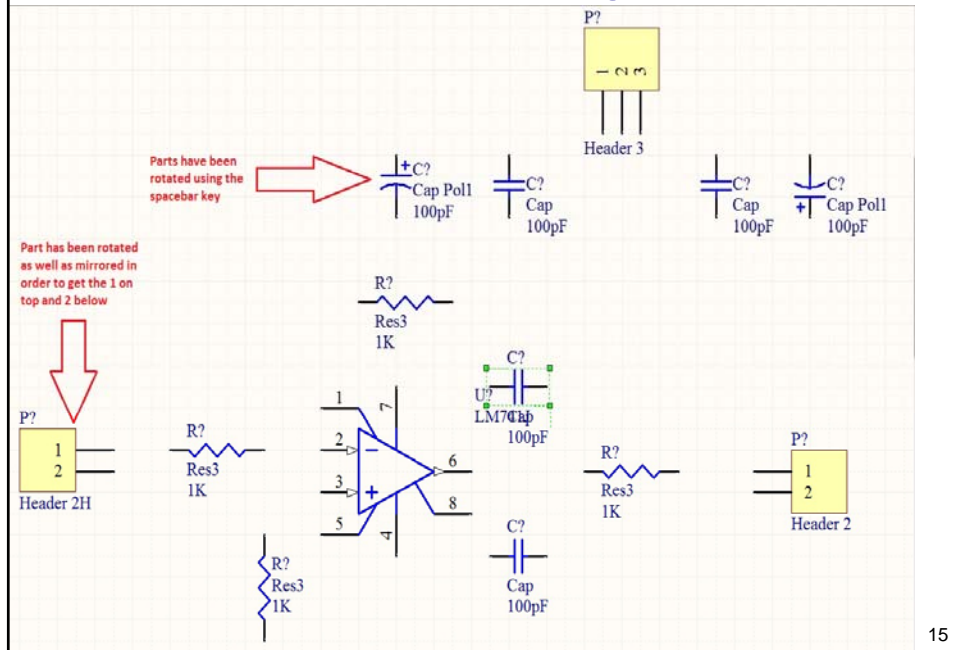 P?
1 2 3
Header 3
Parts have been
rotated using the
spacebar key
+
C?
Cap Pol1
100pF
C?
Cap
100pF
C?
Cap
100pF
+
C?
Cap Pol1
100pF
Part has been rotated
as well as mirrored in
order to get the 1 on
top and 2 below
R?
Res3
1K
C?
Cap
100pF
U?
P?
1
2
Header 2H
R?
Res3
1K
1
2
3
5
7
4
6
8
R?
Res3
1K
P?
1
2
Header 2
R?
Res3
1K
C?
Cap
100pF
15